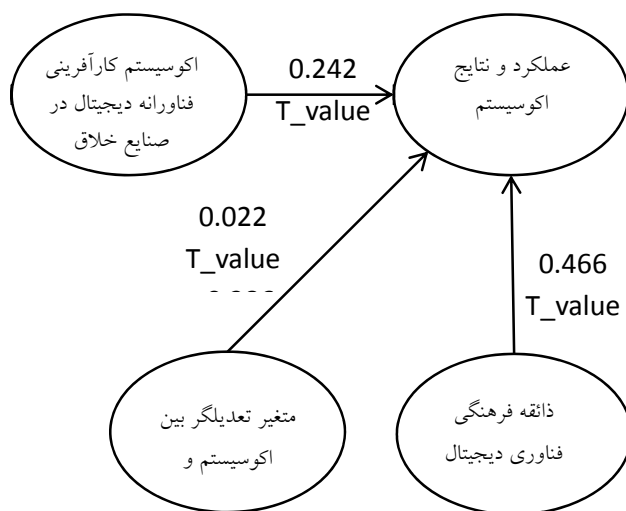 اکوسیستم کارآفرینی
فناورانه دیجیتال در
صنایع خلاق
0.242
T_value
عملکرد و نتایج
اکوسیستم
0.022
T_value
0.466
T_value
متغیر تعدیلگر بین
اکوسیستم و
ذائقه فرهنگی
فناوری دیجیتال